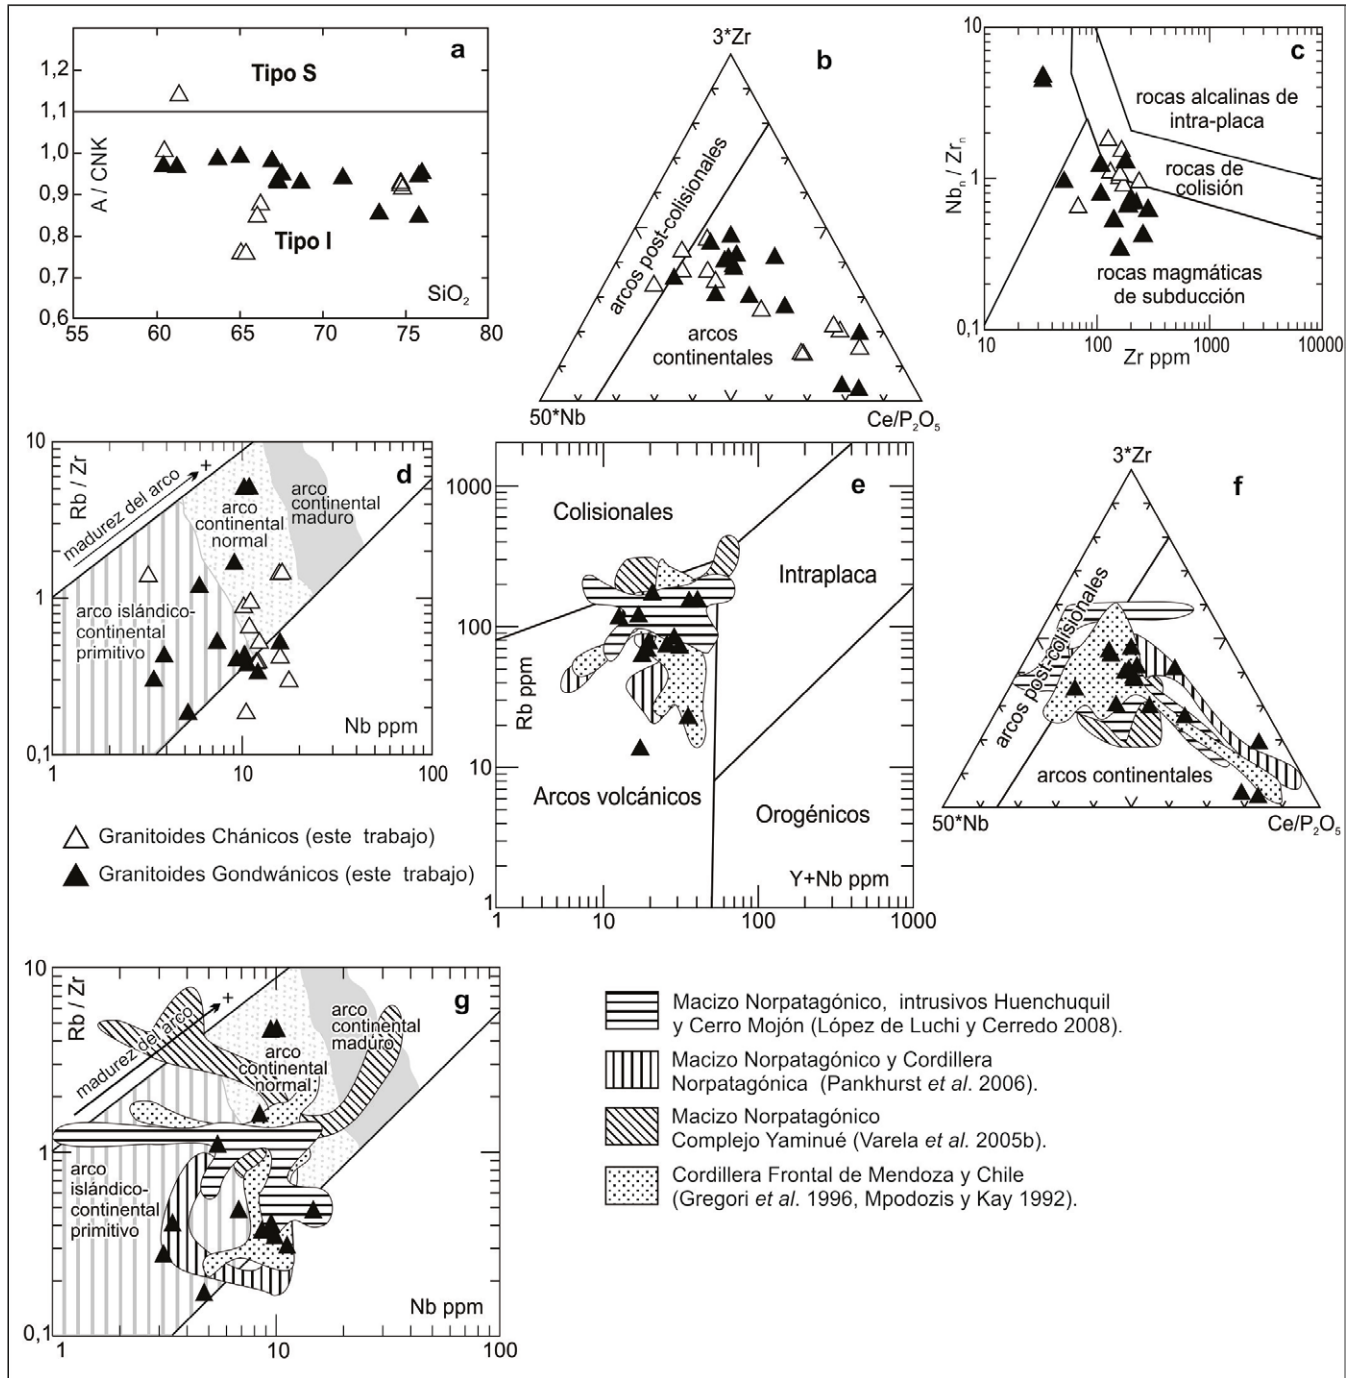 a
1,2
1,1
1,0
0,9
0,8
0,7
0,6
A / CNK
Tipo S
Tipo I
SiO₂
55
60
65
70
75
80
b
3*Zr
arcos post-colisionales
arcos
continentales
50*Nb
Ce/P₂O₅
c
10
1
0,1
Nbₙ / Zrₙ
rocas alcalinas de
intra-placa
rocas de
colisión
rocas magmáticas
de subducción
10
100
1000
10000
Zr ppm
d
10
1
0,1
Rb / Zr
madurez del arco
+
arco
continental
normal
arco
continental
maduro
arco islándico-
continental
primitivo
Nb ppm
1
10
100
e
1000
100
10
1
Rb ppm
Colisionales
Intraplaca
Arcos volcánicos
Orogénicos
Y+Nb ppm
1
10
100
1000
f
3*Zr
arcos post-colisionales
arcos continentales
50*Nb
Ce/P₂O₅
Granitoides Chánicos (este trabajo)
Granitoides Gondwánicos (este trabajo)
g
10
1
0,1
Rb / Zr
madurez del arco
+
arco
continental
normal
arco
continental
maduro
arco
islándico-
continental
primitivo
Nb ppm
1
10
100
Macizo Norpatagónico, intrusivos Huenchuquil
y Cerro Mojón (López de Luchi y Cerredo 2008).
Macizo Norpatagónico y Cordillera
Norpatagónica (Pankhurst et al. 2006).
Macizo Norpatagónico
Complejo Yaminué (Varela et al. 2005b).
Cordillera Frontal de Mendoza y Chile
(Gregori et al. 1996, Mpodozis y Kay 1992).